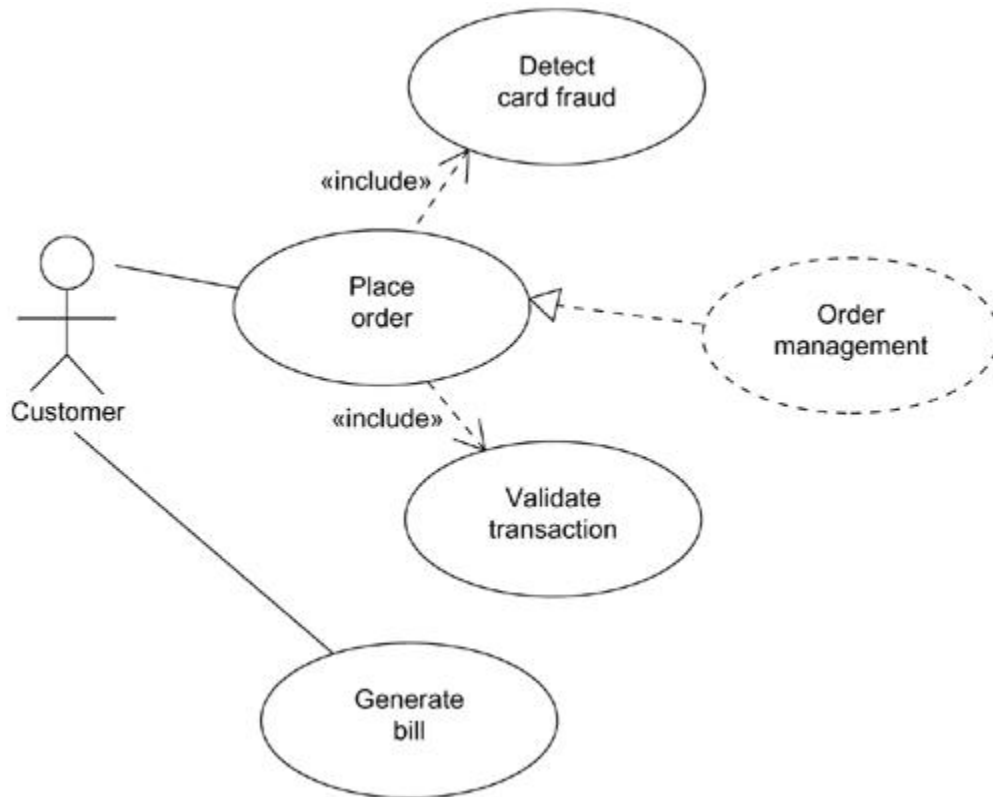 Detect
card fraud
«include»
Place
order
Order
management
Customer
«include»
Validate
transaction
Generate
bill